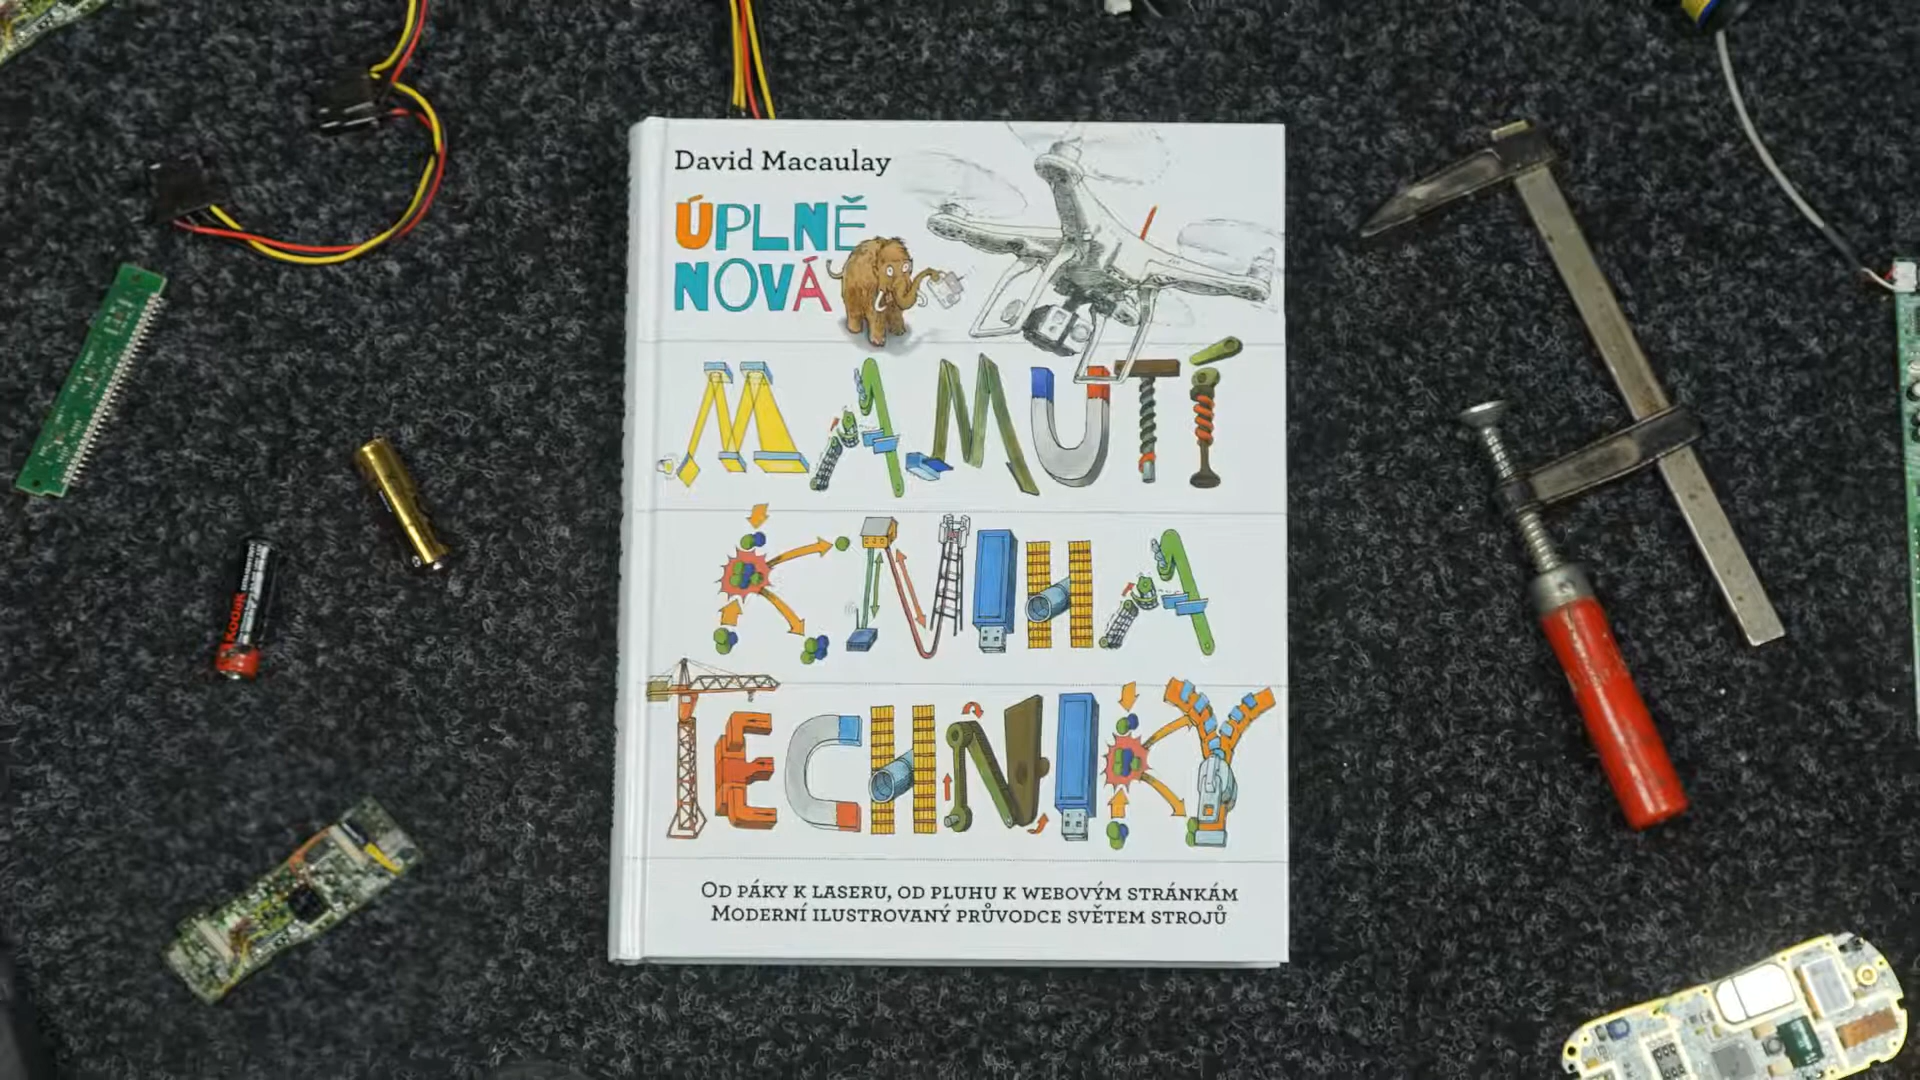 David Macaulay
ÚPLNĚ
NOVÁ
MAMUTÍ
KNIHA
TECHNIKY
OD PÁKY K LASERU, OD PLUHU K WEBOVÝM STRÁNKÁM
MODERNÍ ILUSTROVANÝ PRŮVODCE SVĚTEM STROJŮ
Kodak